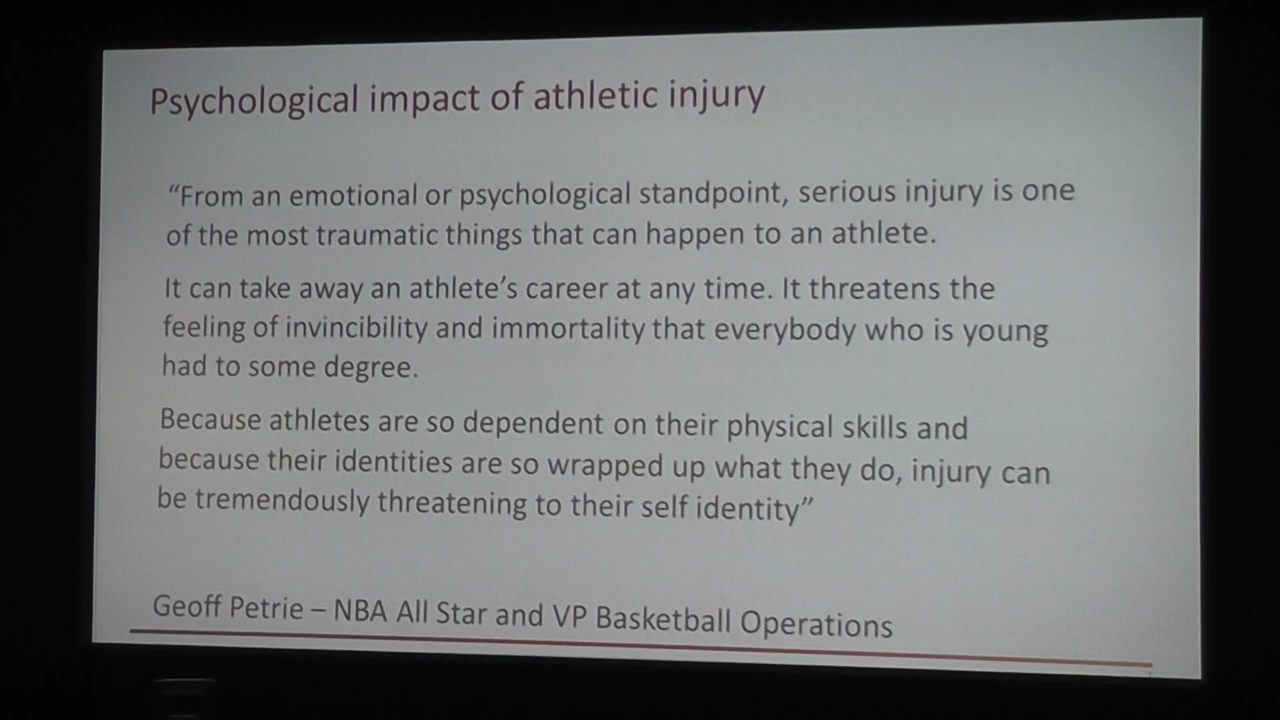 Psychological impact of athletic injury
“From an emotional or psychological standpoint, serious injury is one
of the most traumatic things that can happen to an athlete.
It can take away an athlete’s career at any time. It threatens the
feeling of invincibility and immortality that everybody who is young
had to some degree.
Because athletes are so dependent on their physical skills and
because their identities are so wrapped up what they do, injury can
be tremendously threatening to their self identity”
Geoff Petrie – NBA All Star and VP Basketball Operations